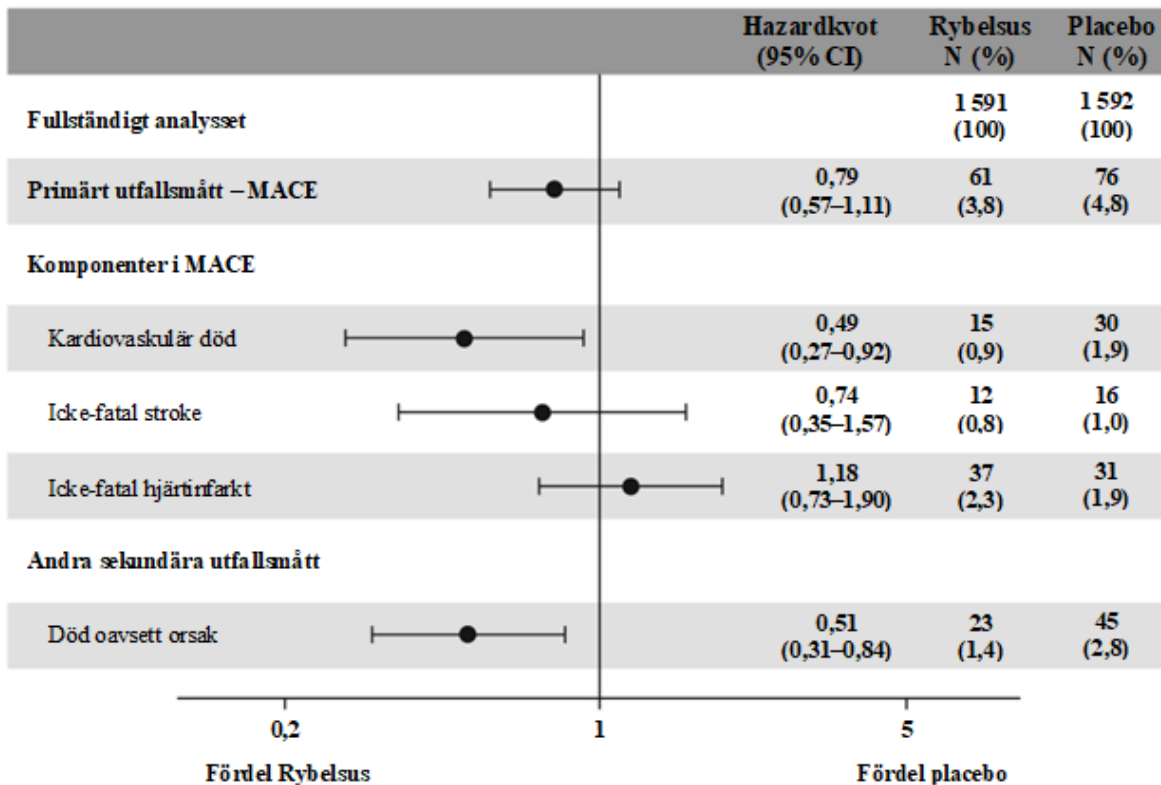 Hazardkvot Rybelsus Placebo
(95% CI) N (%) N (%)
Fullständigt analysset 1 591 1 592
(100) (100)
Primärt utfallsmått – MACE 0,79 61 76
(0,57–1,11) (3,8) (4,8)
Komponenter i MACE
Kardiovaskulär död 0,49 15 30
(0,27–0,92) (0,9) (1,9)
Icke-fatal stroke 0,74 12 16
(0,35–1,57) (0,8) (1,0)
Icke-fatal hjärtinfarkt 1,18 37 31
(0,73–1,90) (2,3) (1,9)
Andra sekundära utfallsmått
Död oavsett orsak 0,51 23 45
(0,31–0,84) (1,4) (2,8)
0,2 1 5
Fördel Rybelsus Fördel placebo